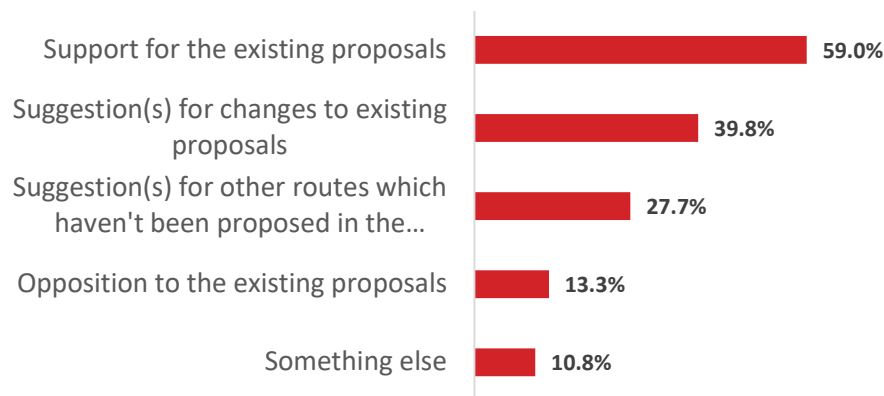 Support for the existing proposals
59.0%
Suggestion(s) for changes to existing
proposals
39.8%
Suggestion(s) for other routes which
haven't been proposed in the...
27.7%
Opposition to the existing proposals
13.3%
Something else
10.8%